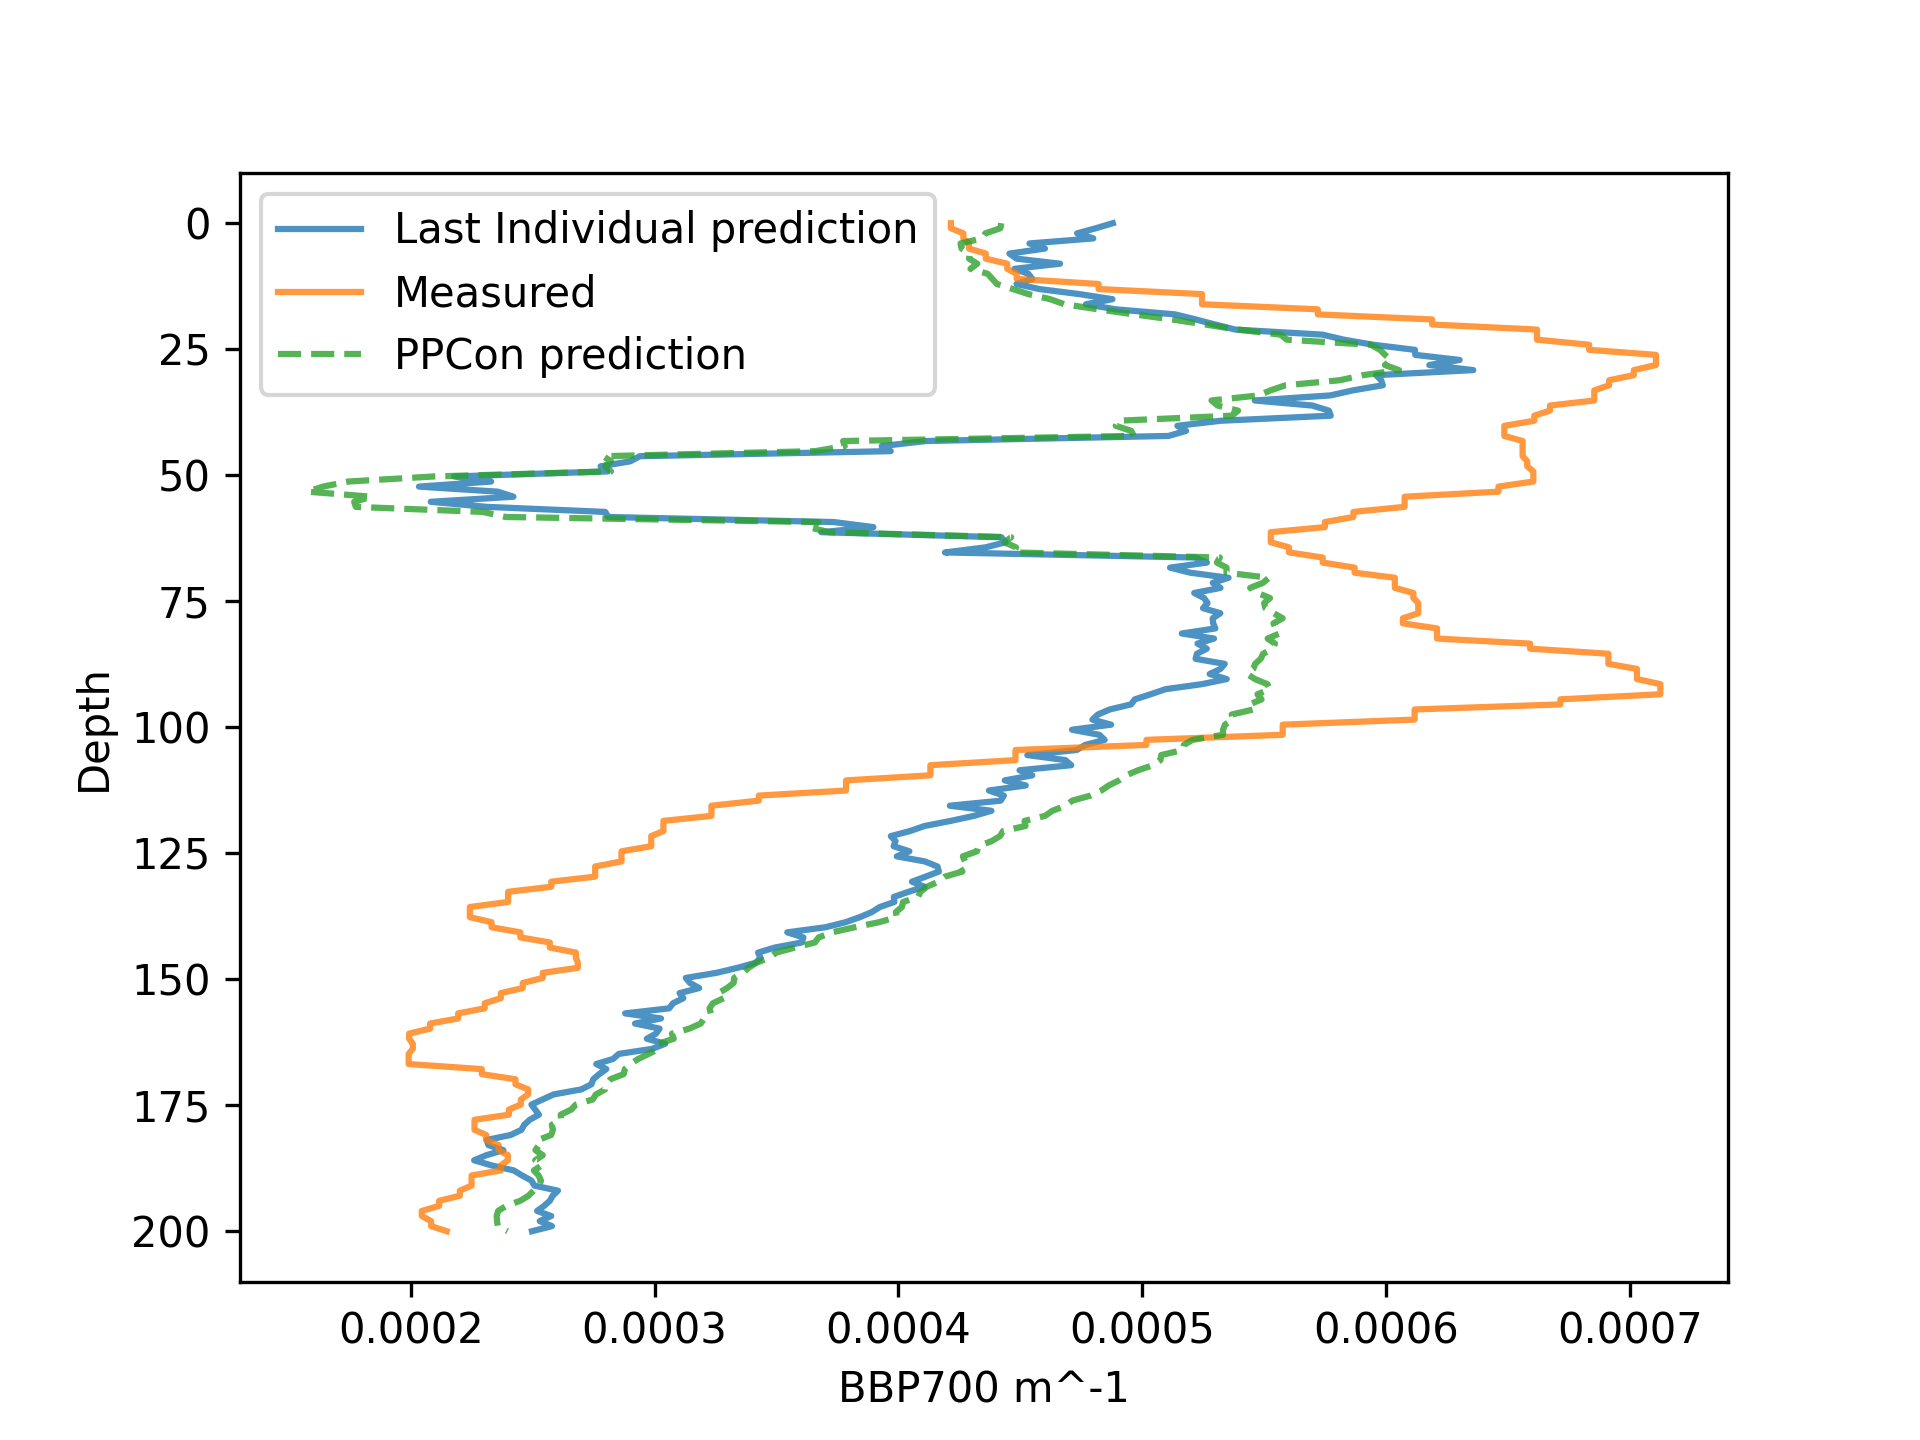 Last Individual prediction
Measured
PPCon prediction
0
25
50
75
100
125
150
175
200
Depth
0.0002 0.0003 0.0004 0.0005 0.0006 0.0007
BBP700 m^-1